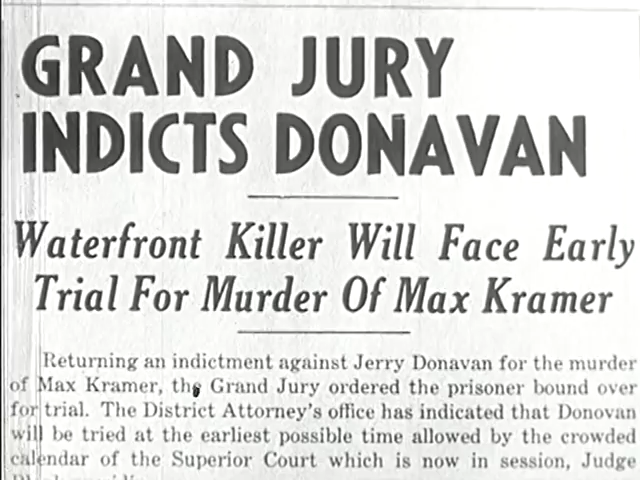 GRAND JURY
INDICTS DONAVAN
Waterfront Killer Will Face Early
Trial For Murder Of Max Kramer
Returning an indictment against Jerry Donavan for the murder
of Max Kramer, the Grand Jury ordered the prisoner bound over
for trial. The District Attorney's office has indicated that Donovan
will be tried at the earliest possible time allowed by the crowded
calendar of the Superior Court which is now in session, Judge